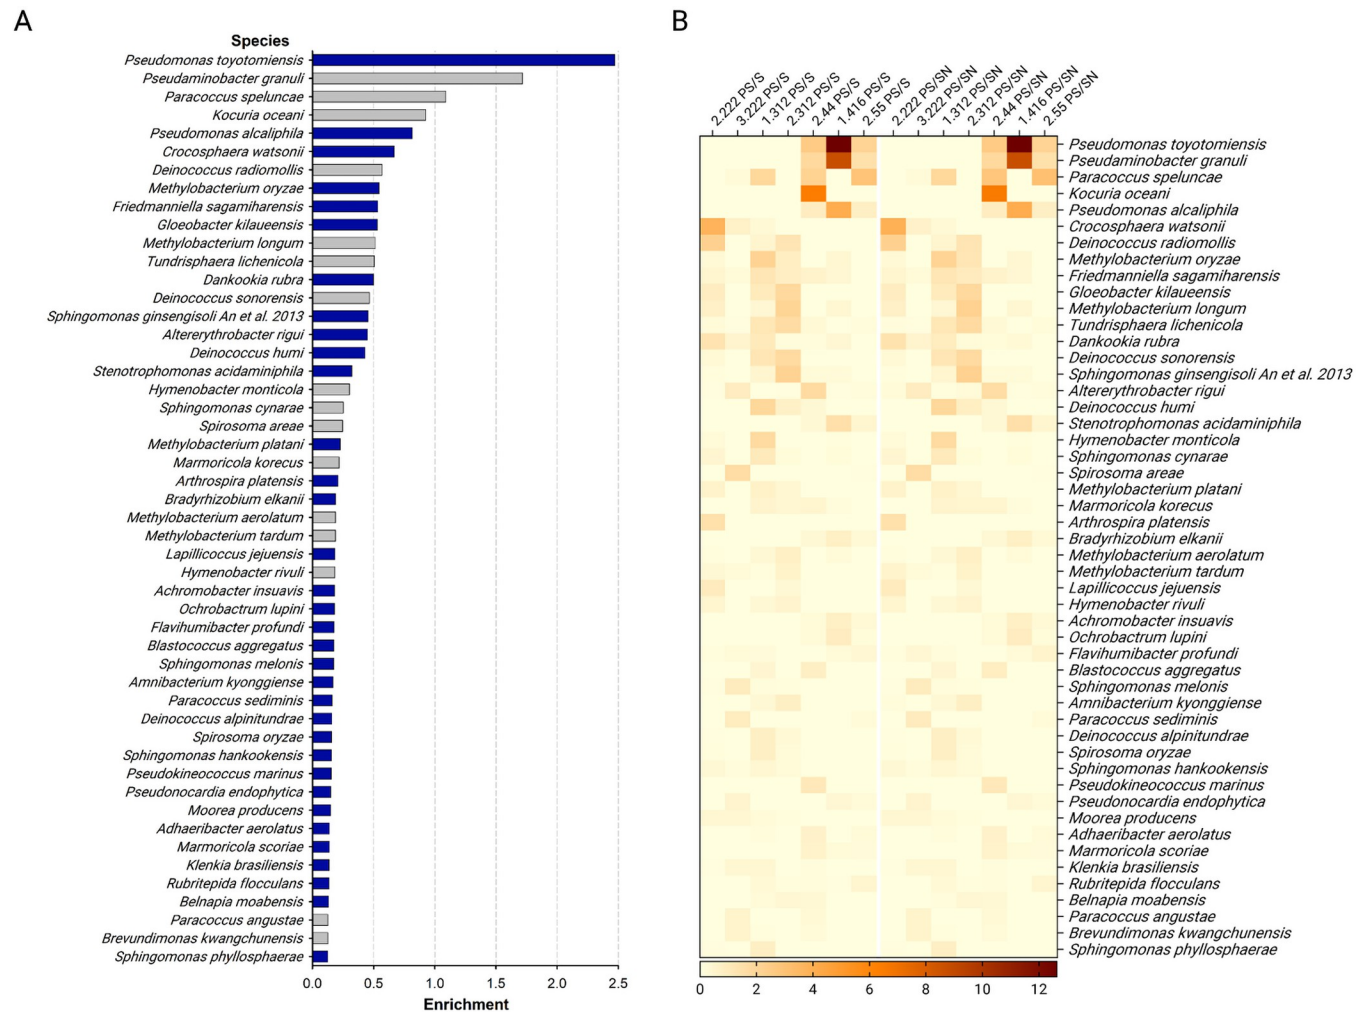 A
Species
Pseudomonas toyotomiensis
Pseudaminobacter granuli
Paracoccus speluncae
Kocuria oceani
Pseudomonas alcaliphila
Crocosphaera watsonii
Deinococcus radiomollis
Methylobacterium oryzae
Friedmanniella sagamiharensis
Gloeobacter kilaueensis
Methylobacterium longum
Tundrisphaera lichenicola
Dankookia rubra
Deinococcus sonorensis
Sphingomonas ginsengisoli An et al. 2013
Altererythrobacter rigui
Deinococcus humi
Stenotrophomonas acidaminiphila
Hymenobacter monticola
Sphingomonas cynarae
Spirosoma areae
Methylobacterium platani
Marmoricola korecus
Arthrospira platensis
Bradyrhizobium elkanii
Methylobacterium aerolatum
Methylobacterium tardum
Lapillicoccus jejuensis
Hymenobacter rivuli
Achromobacter insuavis
Ochrobactrum lupini
Flavihumibacter profundi
Blastococcus aggregatus
Sphingomonas melonis
Amnibacterium kyonggiense
Paracoccus sediminis
Deinococcus alpinitundrae
Spirosoma oryzae
Sphingomonas hankookensis
Pseudokineococcus marinus
Pseudonocardia endophytica
Moorea producens
Adhaeribacter aerolatus
Marmoricola scoriae
Klenkia brasiliensis
Rubritepida flocculans
Belnapia moabensis
Paracoccus angustae
Brevundimonas kwangchunensis
Sphingomonas phyllosphaerae
0.0 0.5 1.0 1.5 2.0 2.5
Enrichment
B
2.222 PS/S
3.222 PS/S
1.312 PS/S
2.312 PS/S
2.44 PS/S
1.416 PS/S
2.55 PS/S
2.222 PS/SN
3.222 PS/SN
1.312 PS/SN
2.312 PS/SN
2.44 PS/SN
1.416 PS/SN
2.55 PS/SN
Pseudomonas toyotomiensis
Pseudaminobacter granuli
Paracoccus speluncae
Kocuria oceani
Pseudomonas alcaliphila
Crocosphaera watsonii
Deinococcus radiomollis
Methylobacterium oryzae
Friedmanniella sagamiharensis
Gloeobacter kilaueensis
Methylobacterium longum
Tundrisphaera lichenicola
Dankookia rubra
Deinococcus sonorensis
Sphingomonas ginsengisoli An et al. 2013
Altererythrobacter rigui
Deinococcus humi
Stenotrophomonas acidaminiphila
Hymenobacter monticola
Sphingomonas cynarae
Spirosoma areae
Methylobacterium platani
Marmoricola korecus
Arthrospira platensis
Bradyrhizobium elkanii
Methylobacterium aerolatum
Methylobacterium tardum
Lapillicoccus jejuensis
Hymenobacter rivuli
Achromobacter insuavis
Ochrobactrum lupini
Flavihumibacter profundi
Blastococcus aggregatus
Sphingomonas melonis
Amnibacterium kyonggiense
Paracoccus sediminis
Deinococcus alpinitundrae
Spirosoma oryzae
Sphingomonas hankookensis
Pseudokineococcus marinus
Pseudonocardia endophytica
Moorea producens
Adhaeribacter aerolatus
Marmoricola scoriae
Klenkia brasiliensis
Rubritepida flocculans
Belnapia moabensis
Paracoccus angustae
Brevundimonas kwangchunensis
Sphingomonas phyllosphaerae
0 2 4 6 8 10 12